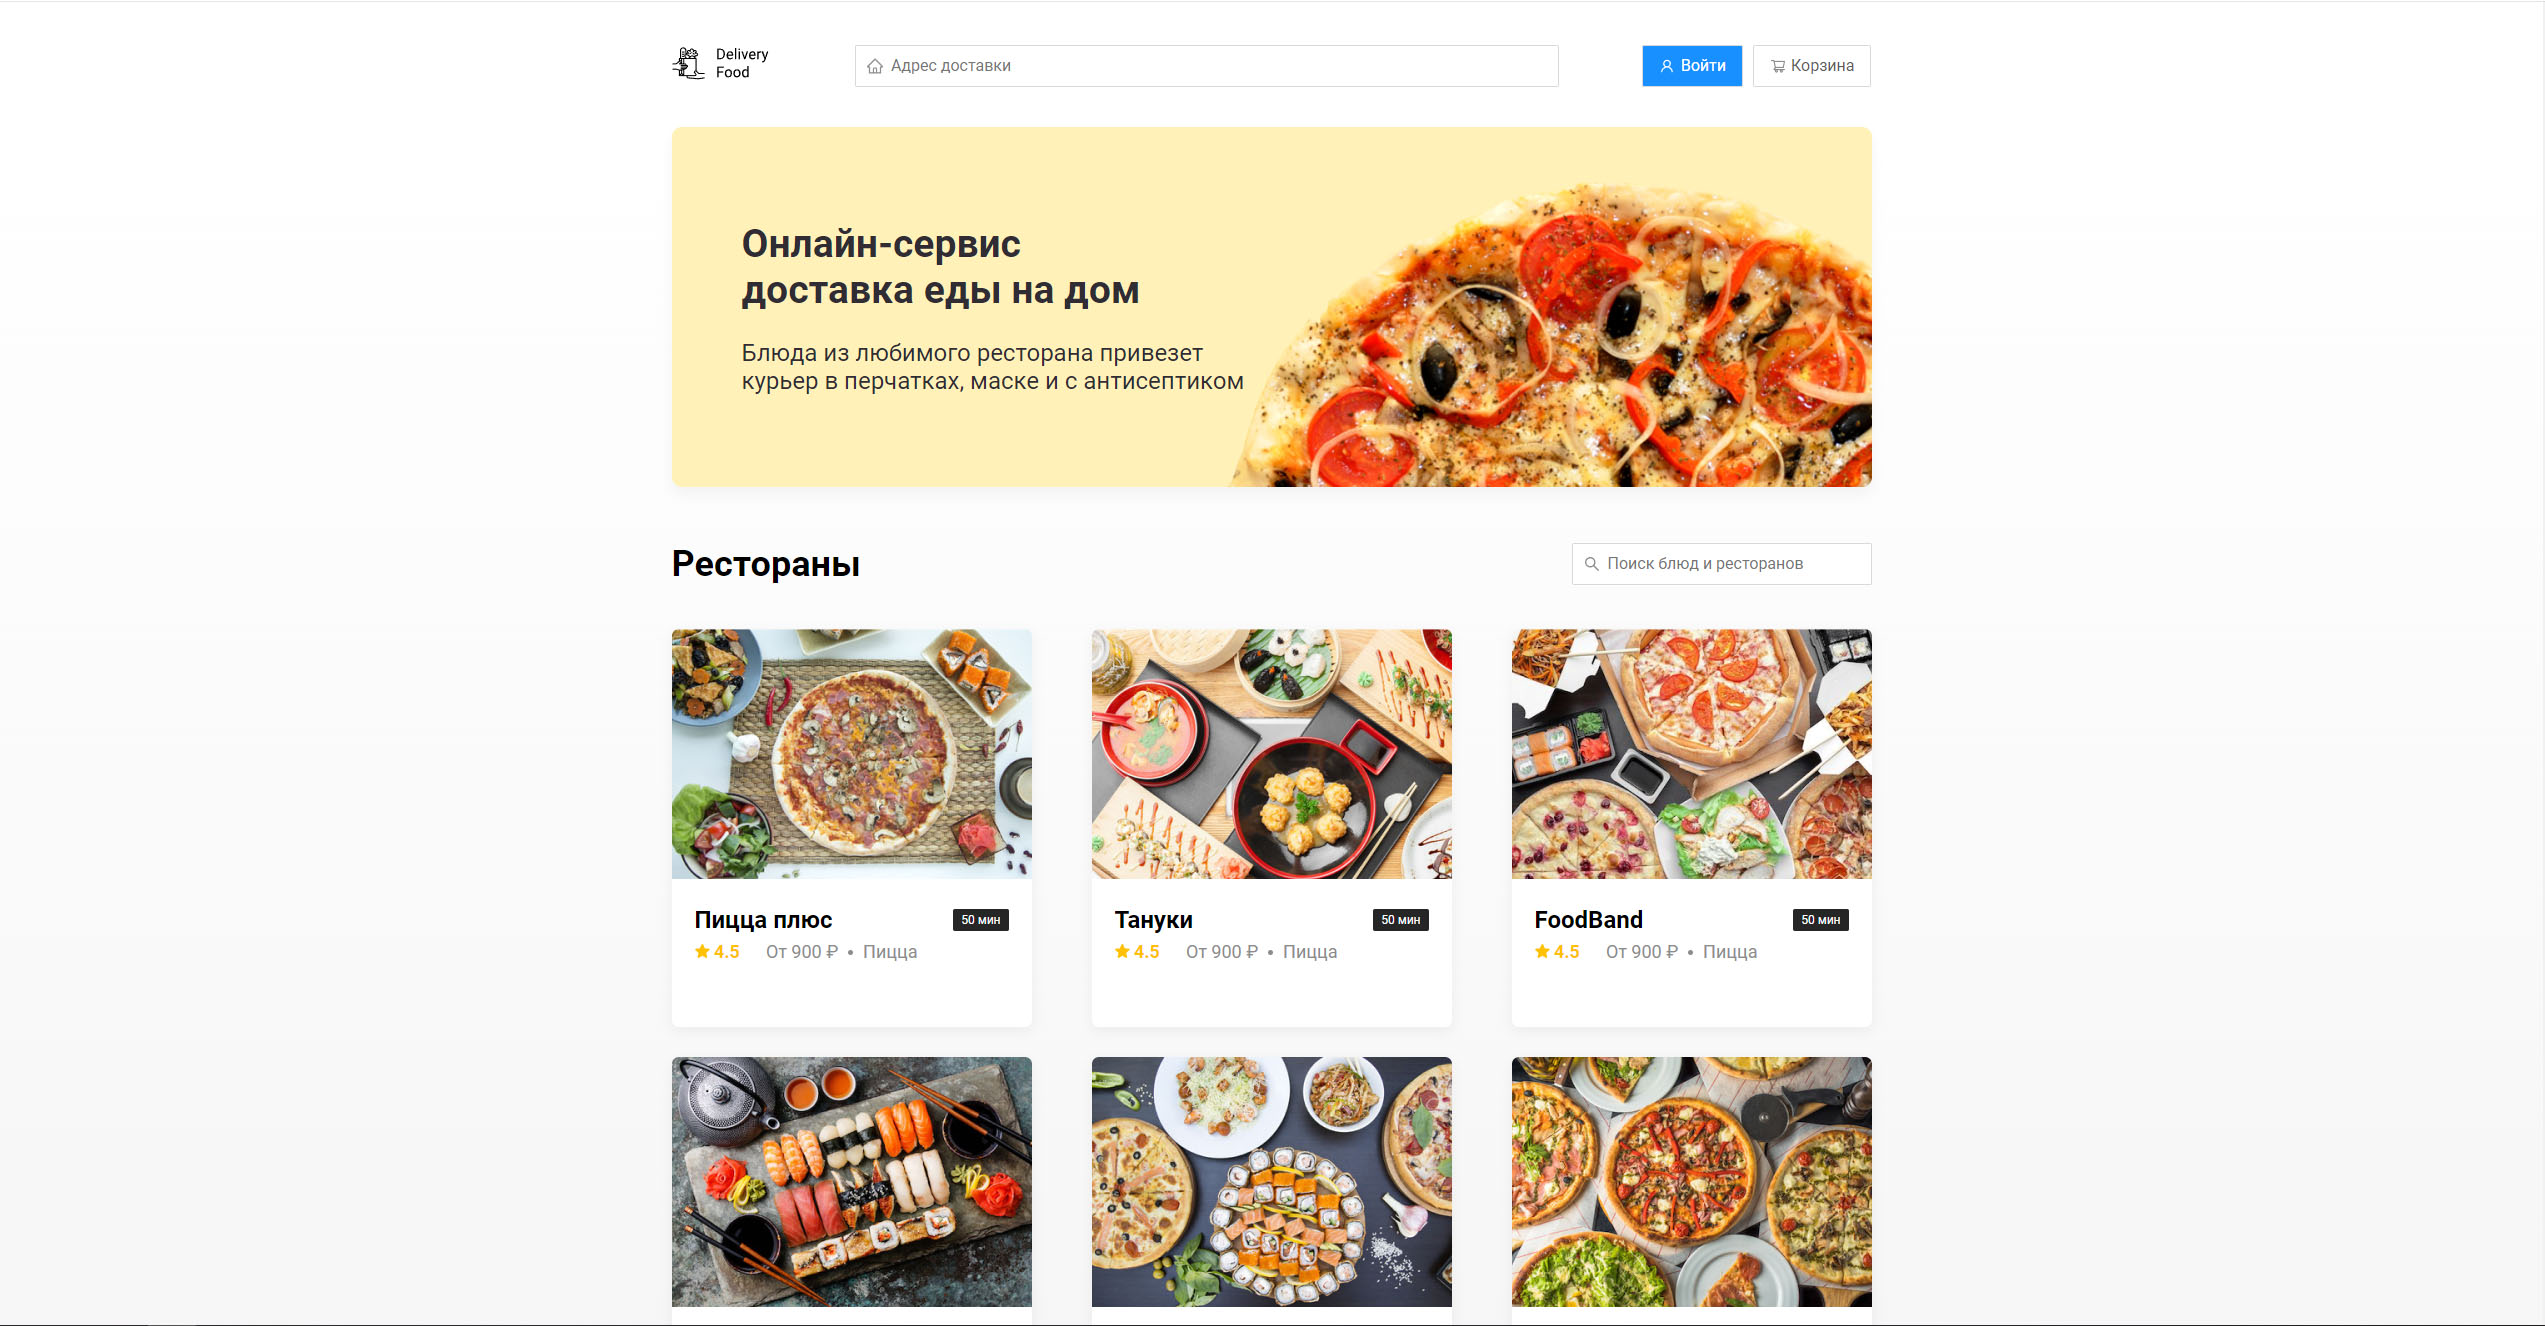 Delivery
Food
Адрес доставки
Войти
Корзина
Онлайн-сервис
доставка еды на дом
Блюда из любимого ресторана привезет
курьер в перчатках, маске и с антисептиком
Рестораны
Поиск блюд и ресторанов
Пицца плюс
50 мин
4.5 От 900 ₽ • Пицца
Тануки
50 мин
4.5 От 900 ₽ • Пицца
FoodBand
50 мин
4.5 От 900 ₽ • Пицца